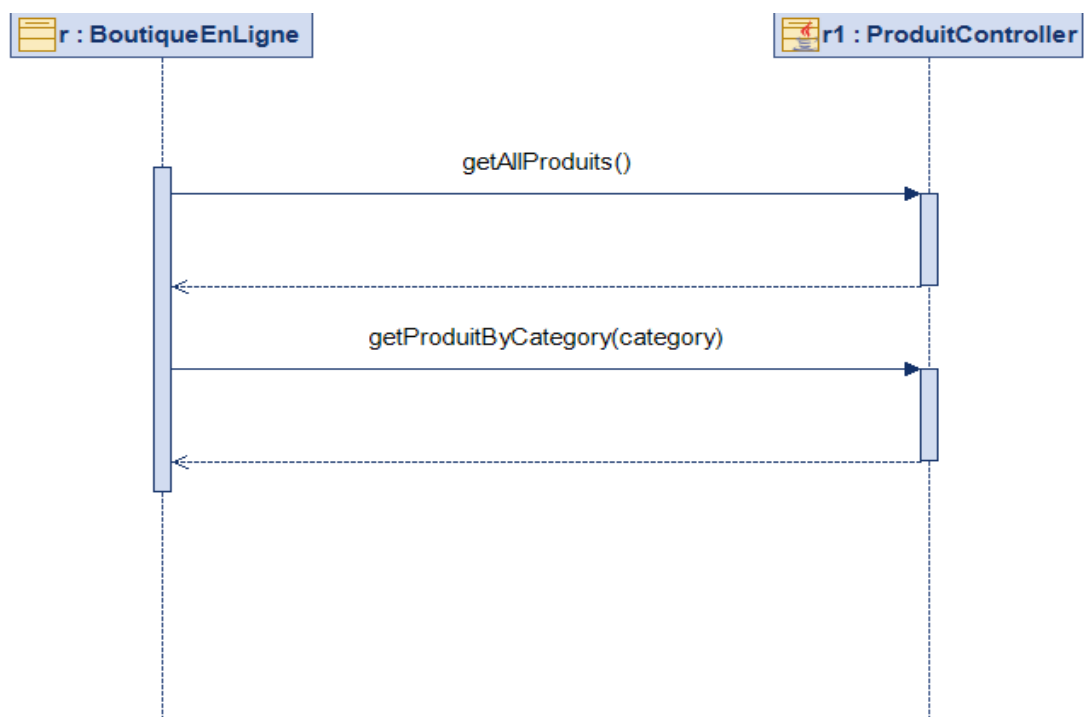 r : BoutiqueEnLigne
r1 : ProduitController
getAllProduits()
getProduitByCategory(category)